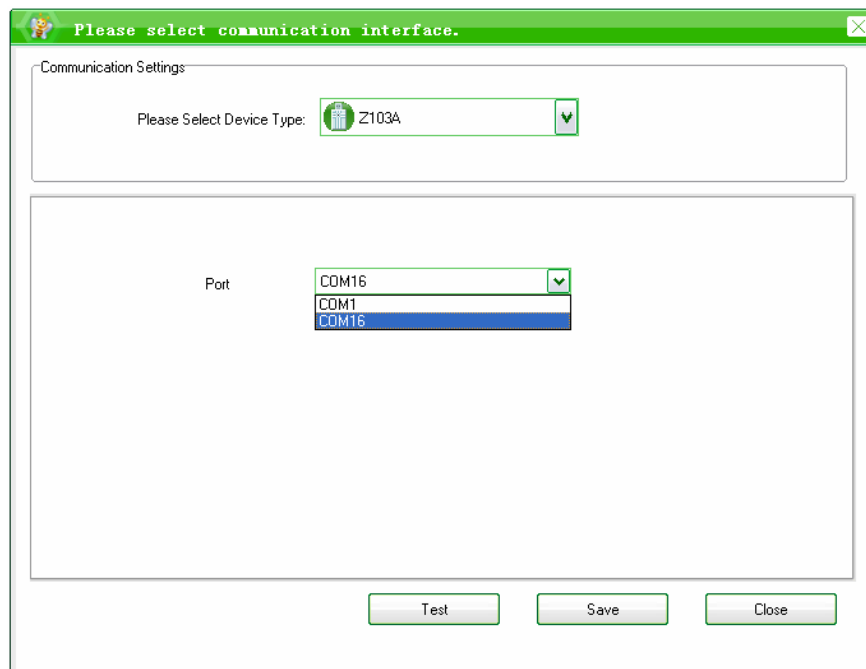 Please select communication interface.
Communication Settings
Please Select Device Type: Z103A
Port COM16
COM1
COM16
Test Save Close